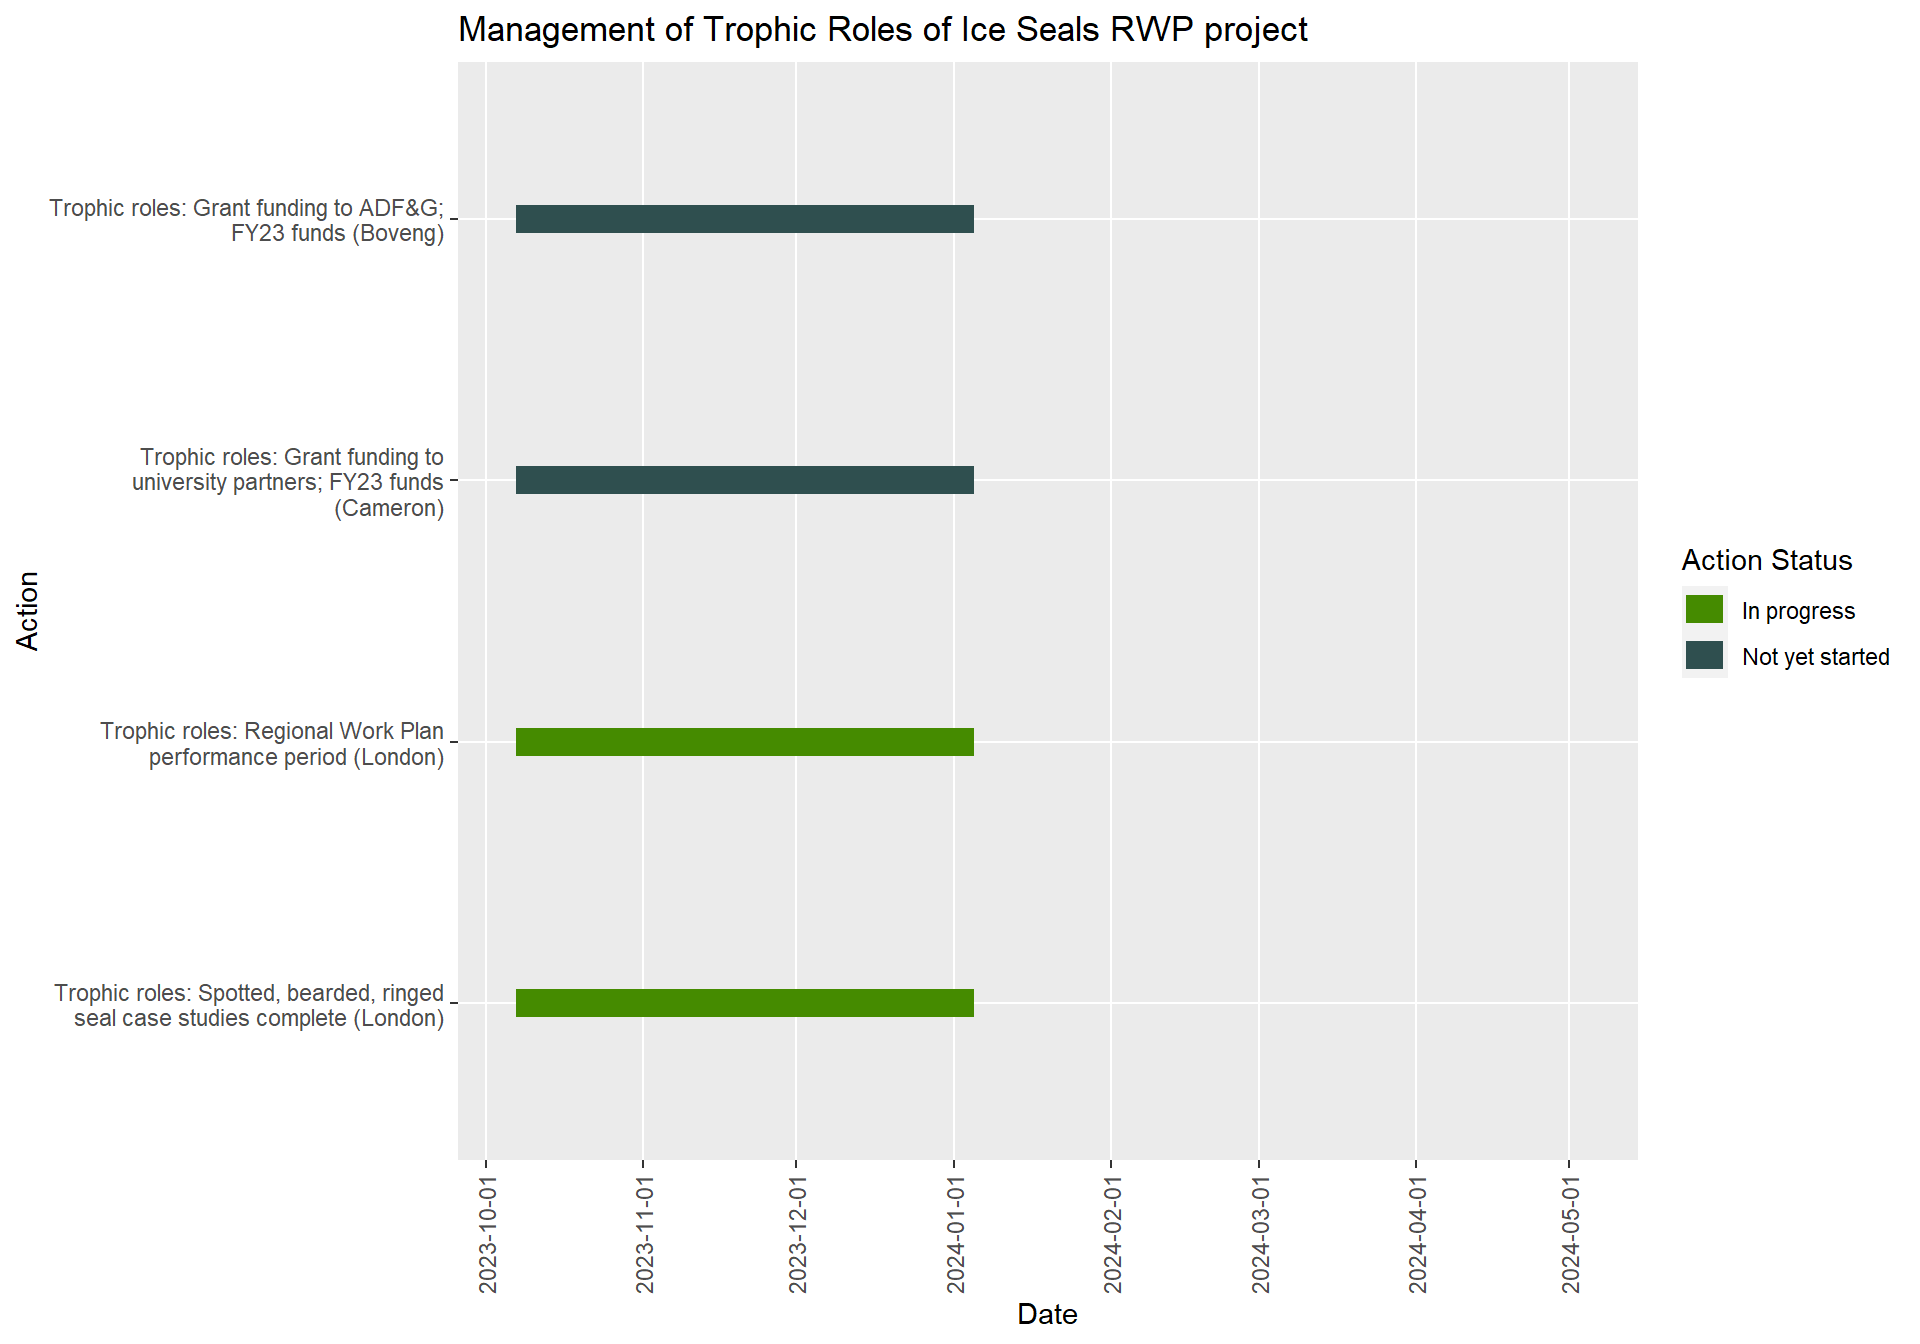 Management of Trophic Roles of Ice Seals RWP project
Action
Trophic roles: Grant funding to ADF&G;
FY23 funds (Boveng)
Trophic roles: Grant funding to
university partners; FY23 funds
(Cameron)
Trophic roles: Regional Work Plan
performance period (London)
Trophic roles: Spotted, bearded, ringed
seal case studies complete (London)
2023-10-01
2023-11-01
2023-12-01
2024-01-01
2024-02-01
2024-03-01
2024-04-01
2024-05-01
Date
Action Status
In progress
Not yet started